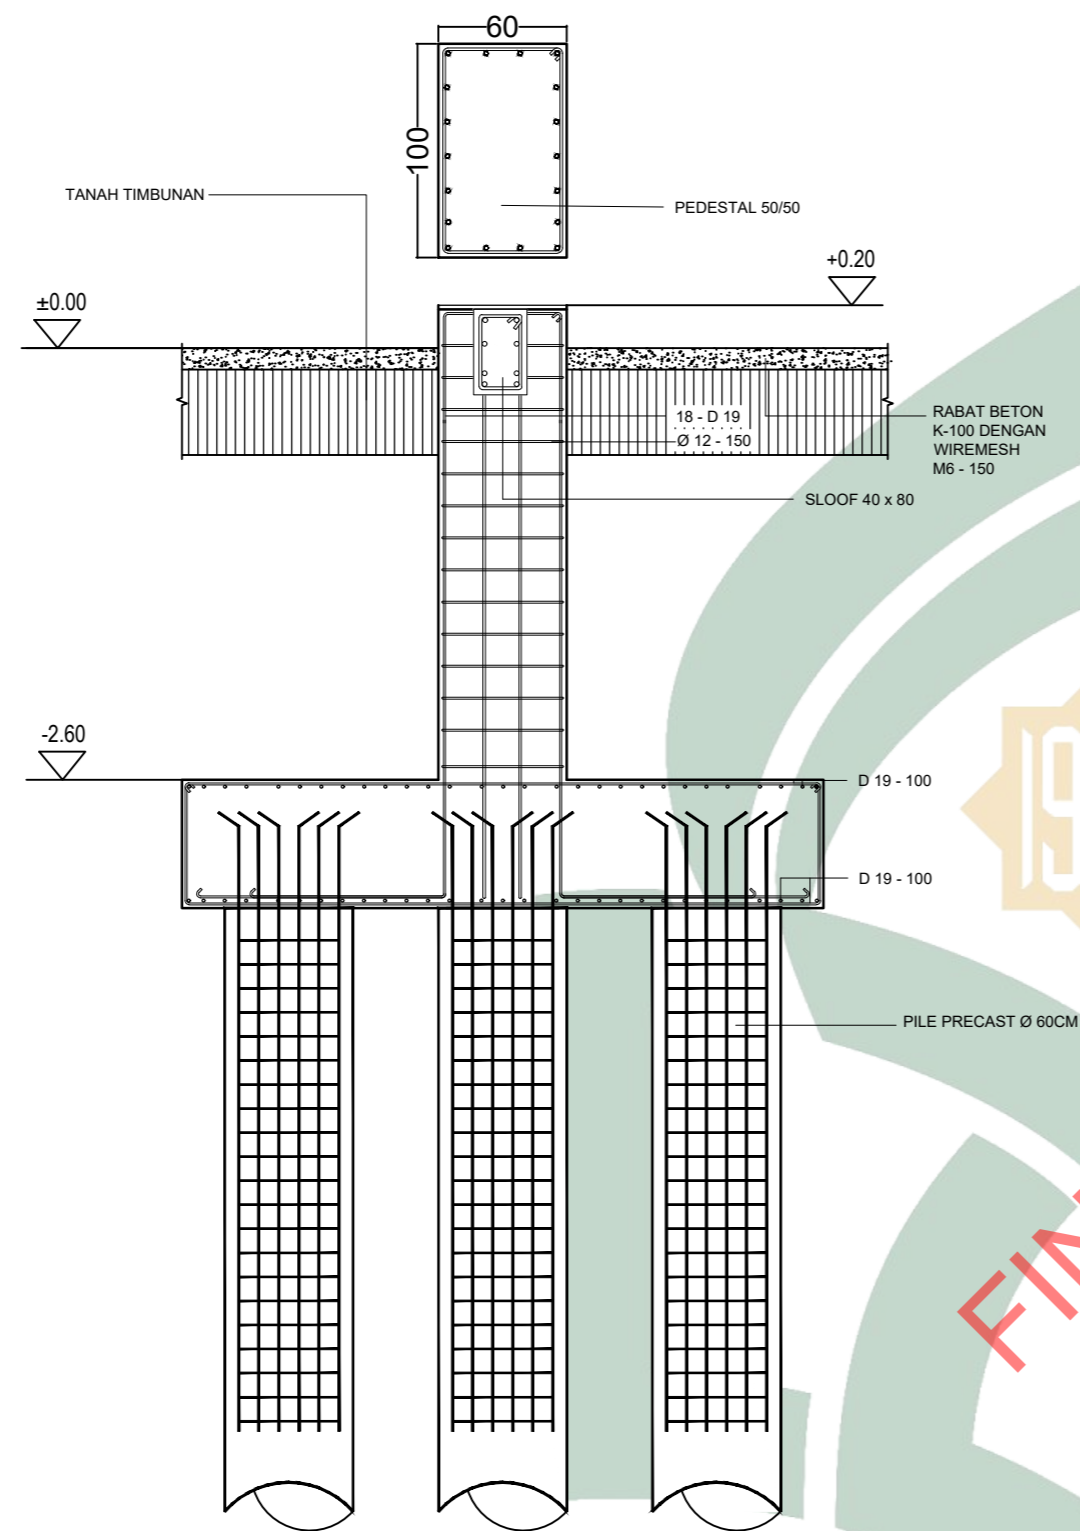 60
100
TANAH TIMBUNAN
PEDESTAL 50/50
+0.20
±0.00
18 - D 19
Ø 12 - 150
RABAT BETON
K-100 DENGAN
WIREMESH
M6 - 150
SLOOF 40 x 80
-2.60
D 19 - 100
D 19 - 100
PILE PRECAST Ø 60CM